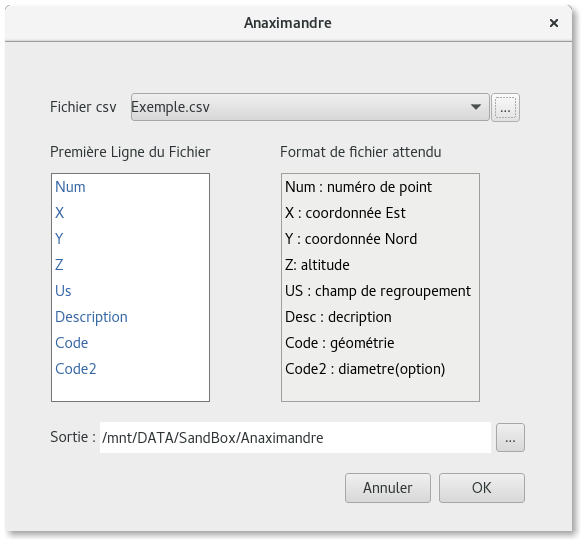 Anaximandre
Fichier csv Exemple.csv ...
Première Ligne du Fichier Format de fichier attendu
Num Num : numéro de point
X X : coordonnée Est
Y Y : coordonnée Nord
Z Z: altitude
Us US : champ de regroupement
Description Desc : decription
Code Code : géométrie
Code2 Code2 : diametre(option)
Sortie : /mnt/DATA/SandBox/Anaximandre ...
Annuler OK